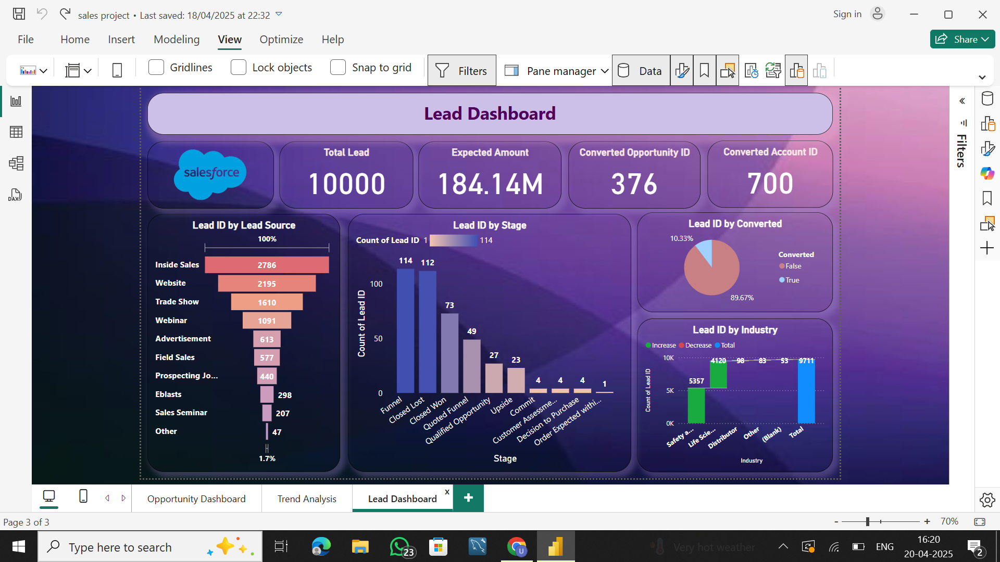 sales project • Last saved: 18/04/2025 at 22:32
Sign in
File Home Insert Modeling View Optimize Help
Share
Gridlines
Lock objects
Snap to grid
Filters
Pane manager
Data
Lead Dashboard
salesforce
Total Lead
10000
Expected Amount
184.14M
Converted Opportunity ID
376
Converted Account ID
700
Lead ID by Lead Source
100%
Inside Sales 2786
Website 2195
Trade Show 1610
Webinar 1091
Advertisement 613
Field Sales 577
Prospecting Jo... 440
Eblasts 298
Sales Seminar 207
Other 47
1.7%
Lead ID by Stage
Count of Lead ID 1 114
Count of Lead ID
100
50
0
114
112
73
49
27
23
4
4
4
1
Funnel
Closed Lost
Closed Won
Quoted Funnel
Qualified Opportunity
Upside
Commit
Customer Assessme...
Decision to Purchase
Order Expected withi...
Stage
Lead ID by Converted
10.33%
89.67%
Converted
False
True
Lead ID by Industry
Increase Decrease Total
Count of Lead ID
10K
5K
0K
5357
4120
98
83
53
9711
Safety a...
Life Scie...
Distributor
Other
(Blank)
Total
Industry
Filters
DAX
Opportunity Dashboard
Trend Analysis
Lead Dashboard
x
Page 3 of 3
- + 70%
Type here to search
23
U
Very hot weather
ENG
16:20
20-04-2025
2